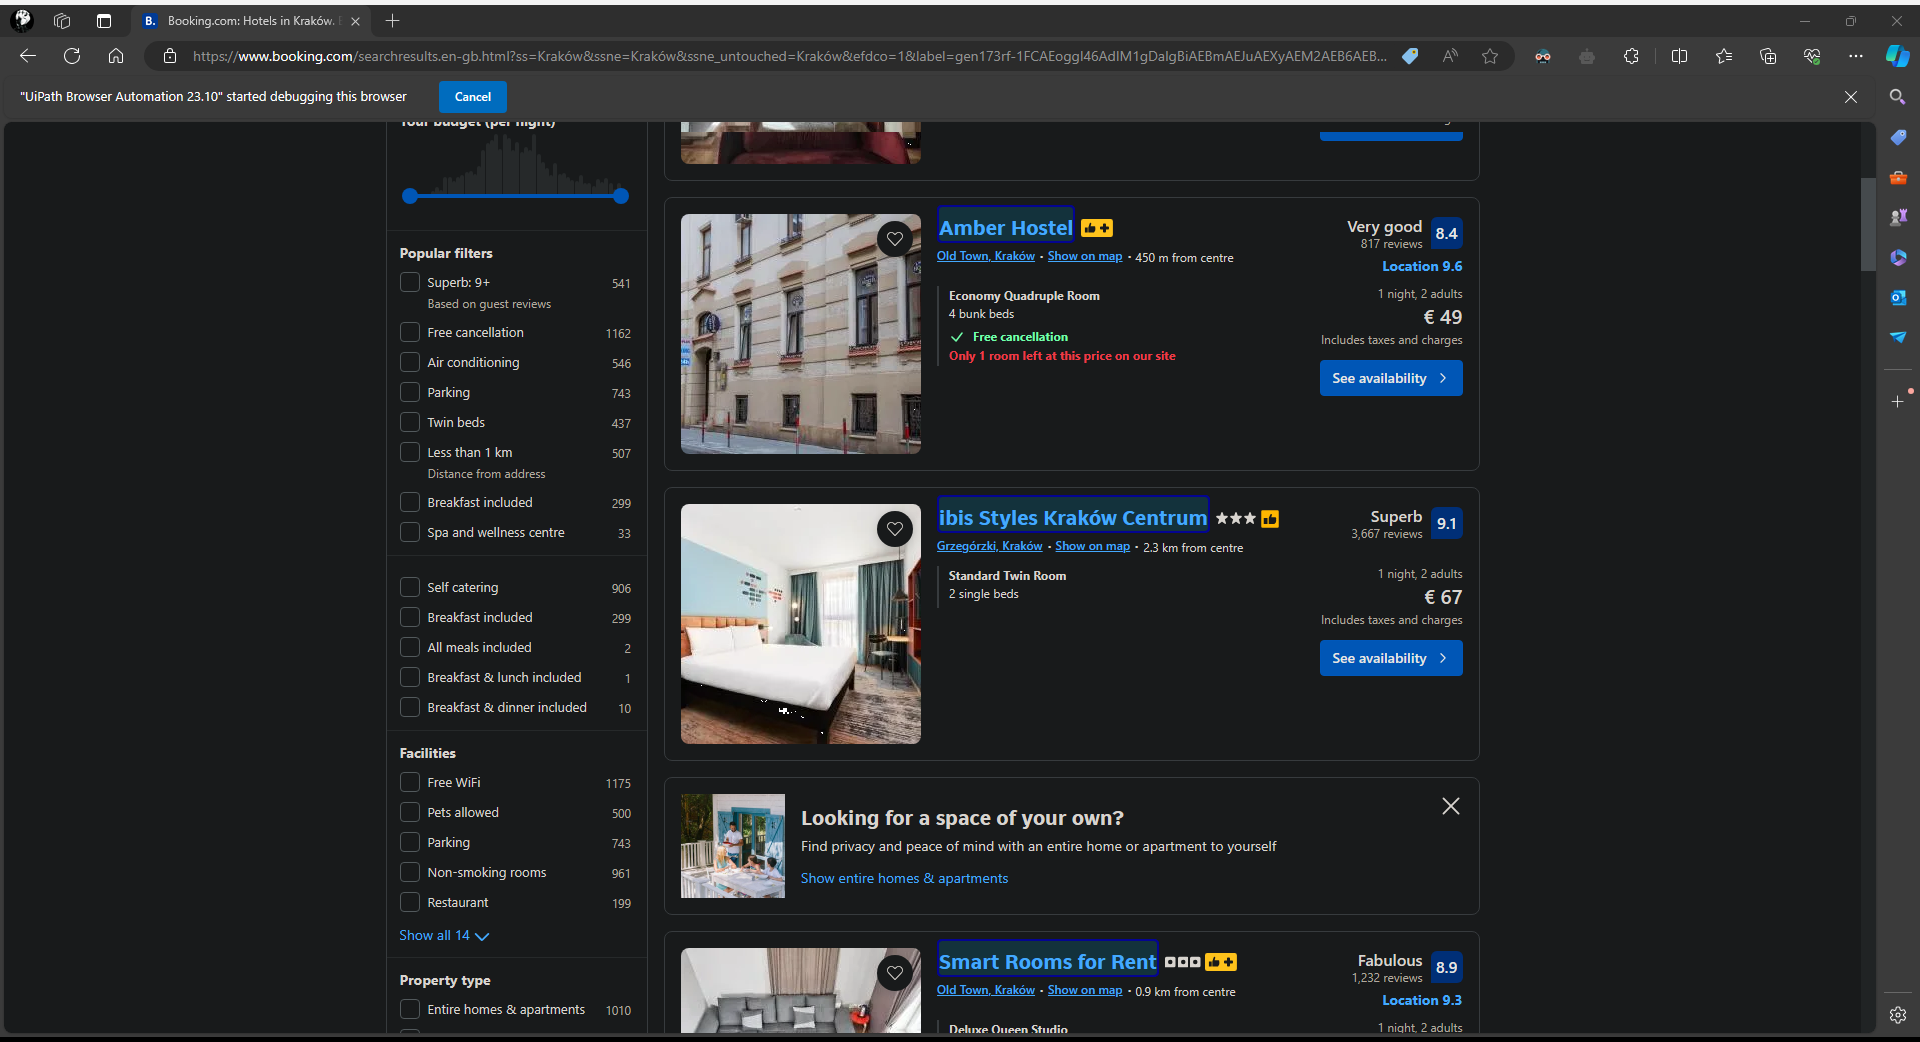 Booking.com: Hotels in Kraków.
https://www.booking.com/searchresults.en-gb.html?ss=Kraków&ssne=Kraków&ssne_untouched=Kraków&efdco=1&label=gen173rf-1FCAEoggI46AdIM1gDalgBiAEBmAEJuAEXyAEM2AEB6AEB...
"UiPath Browser Automation 23.10" started debugging this browser
Cancel
Your budget (per night)
Popular filters
Superb: 9+ 541
Based on guest reviews
Free cancellation 1162
Air conditioning 546
Parking 743
Twin beds 437
Less than 1 km 507
Distance from address
Breakfast included 299
Spa and wellness centre 33
Self catering 906
Breakfast included 299
All meals included 2
Breakfast & lunch included 1
Breakfast & dinner included 10
Facilities
Free WiFi 1175
Pets allowed 500
Parking 743
Non-smoking rooms 961
Restaurant 199
Show all 14
Property type
Entire homes & apartments 1010
Amber Hostel
Very good 8.4
817 reviews
Old Town, Kraków • Show on map • 450 m from centre
Location 9.6
Economy Quadruple Room
4 bunk beds
Free cancellation
Only 1 room left at this price on our site
1 night, 2 adults
€ 49
Includes taxes and charges
See availability
ibis Styles Kraków Centrum
Superb 9.1
3,667 reviews
Grzegórzki, Kraków • Show on map • 2.3 km from centre
Standard Twin Room
2 single beds
1 night, 2 adults
€ 67
Includes taxes and charges
See availability
Looking for a space of your own?
Find privacy and peace of mind with an entire home or apartment to yourself
Show entire homes & apartments
Smart Rooms for Rent
Fabulous 8.9
1,232 reviews
Old Town, Kraków • Show on map • 0.9 km from centre
Location 9.3
Deluxe Queen Studio
1 night, 2 adults